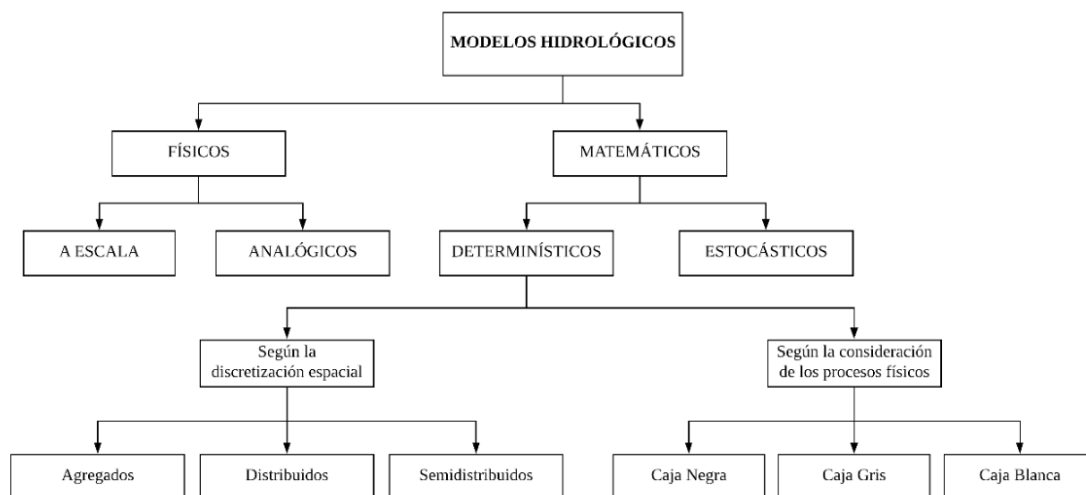 MODELOS HIDROLÓGICOS
FÍSICOS
MATEMÁTICOS
A ESCALA
ANALÓGICOS
DETERMINÍSTICOS
ESTOCÁSTICOS
Según la
discretización espacial
Según la consideración
de los procesos físicos
Agregados
Distribuidos
Semidistribuidos
Caja Negra
Caja Gris
Caja Blanca